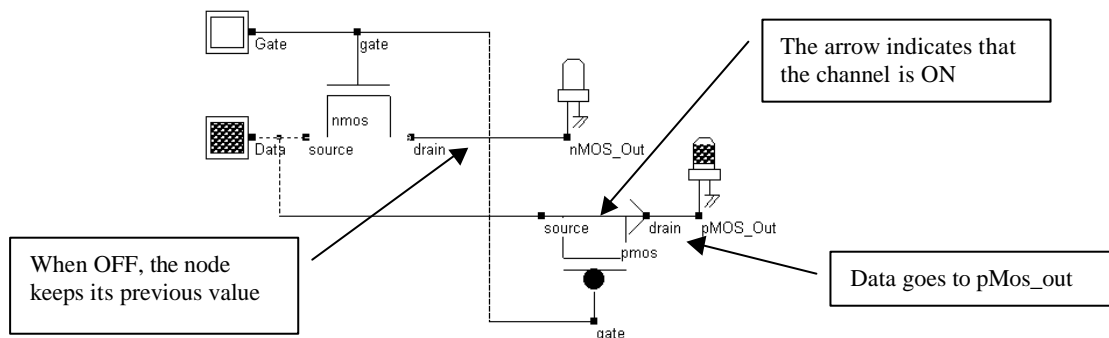 Gate
gate
The arrow indicates that
the channel is ON
nmos
Data
source
drain
nMOS_Out
source
drain
pMOS_Out
pmos
When OFF, the node
keeps its previous value
Data goes to pMos_out
gate